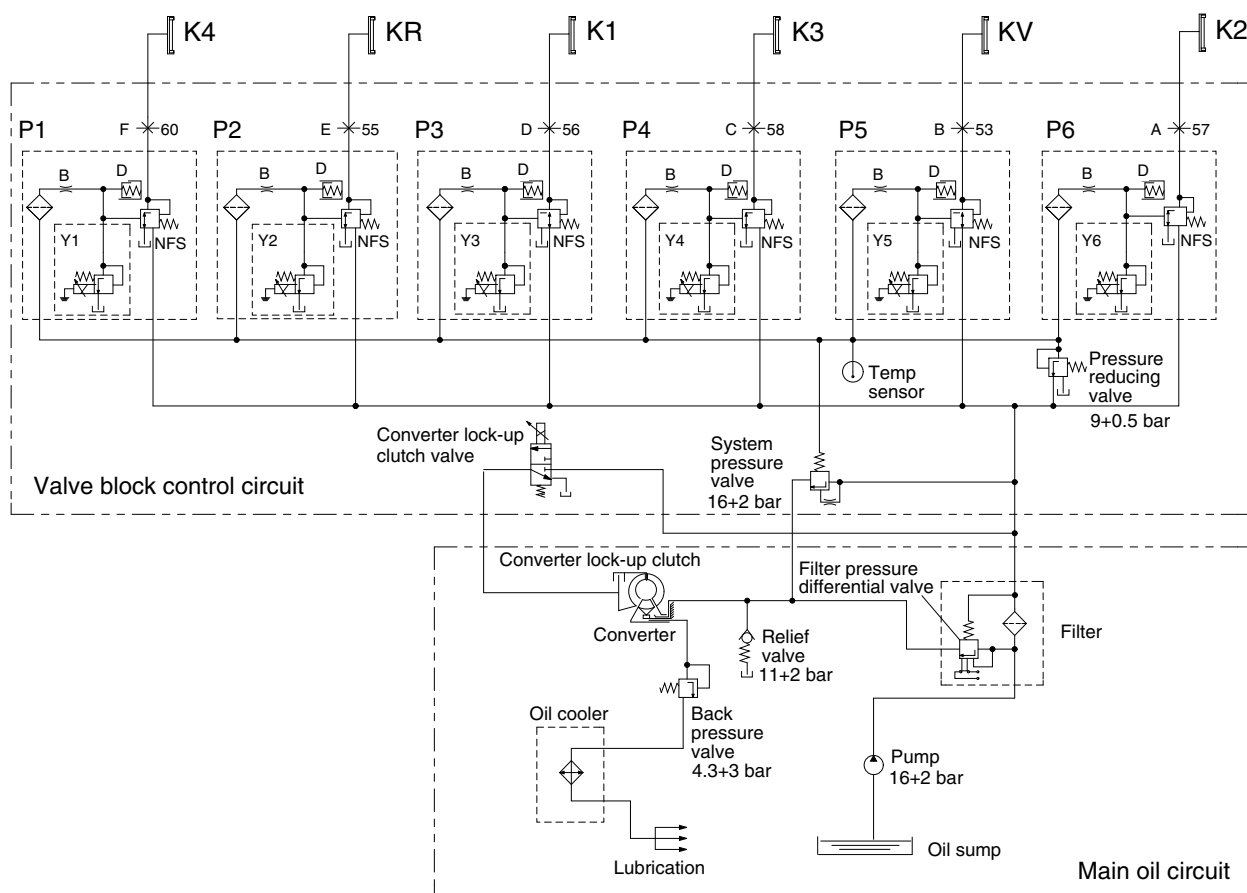 K4
KR
K1
K3
KV
K2
P1
F
60
P2
E
55
P3
D
56
P4
C
58
P5
B
53
P6
A
57
B
D
B
D
B
D
B
D
B
D
B
D
Y1
NFS
Y2
NFS
Y3
NFS
Y4
NFS
Y5
NFS
Y6
NFS
Temp
sensor
Pressure
reducing
valve
9+0.5 bar
Converter lock-up
clutch valve
System
pressure
valve
16+2 bar
Valve block control circuit
Converter lock-up clutch
Converter
Filter pressure
differential valve
Filter
Relief
valve
11+2 bar
Oil cooler
Back
pressure
valve
4.3+3 bar
Pump
16+2 bar
Lubrication
Oil sump
Main oil circuit